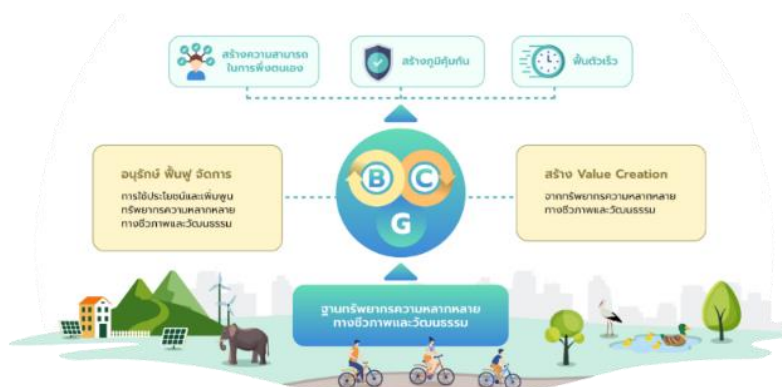 สร้างความสามารถ
ในการพึ่งตนเอง
สร้างภูมิคุ้มกัน
ฟื้นตัวเร็ว
อนุรักษ์ ฟื้นฟู จัดการ
การใช้ประโยชน์และเพิ่มพูน
ทรัพยากรความหลากหลาย
ทางชีวภาพและวัฒนธรรม
B C
G
สร้าง Value Creation
จากทรัพยากรความหลากหลาย
ทางชีวภาพและวัฒนธรรม
ฐานทรัพยากรความหลากหลาย
ทางชีวภาพและวัฒนธรรม